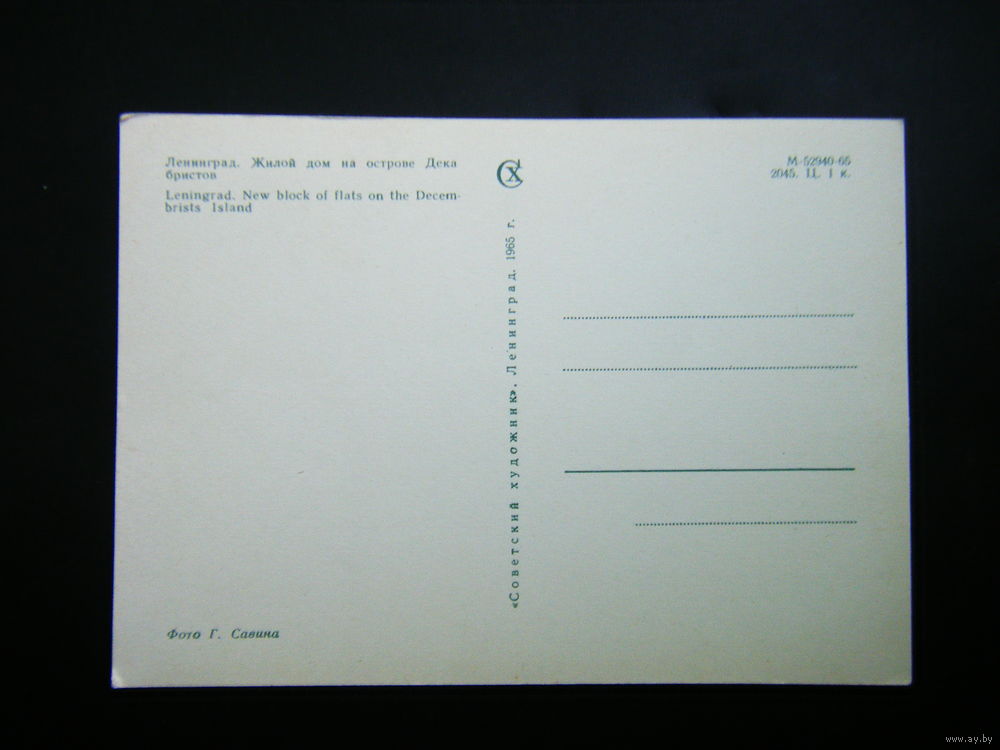 Ленинград. Жилой дом на острове Дека
бристов
Leningrad. New block of flats on the Decem-
brists Island
Фото Г. Савина
СХ
«Советский художник». Ленинград. 1965 г.
М-52940-65
2045. Ц. 1 к.
www.ay.by